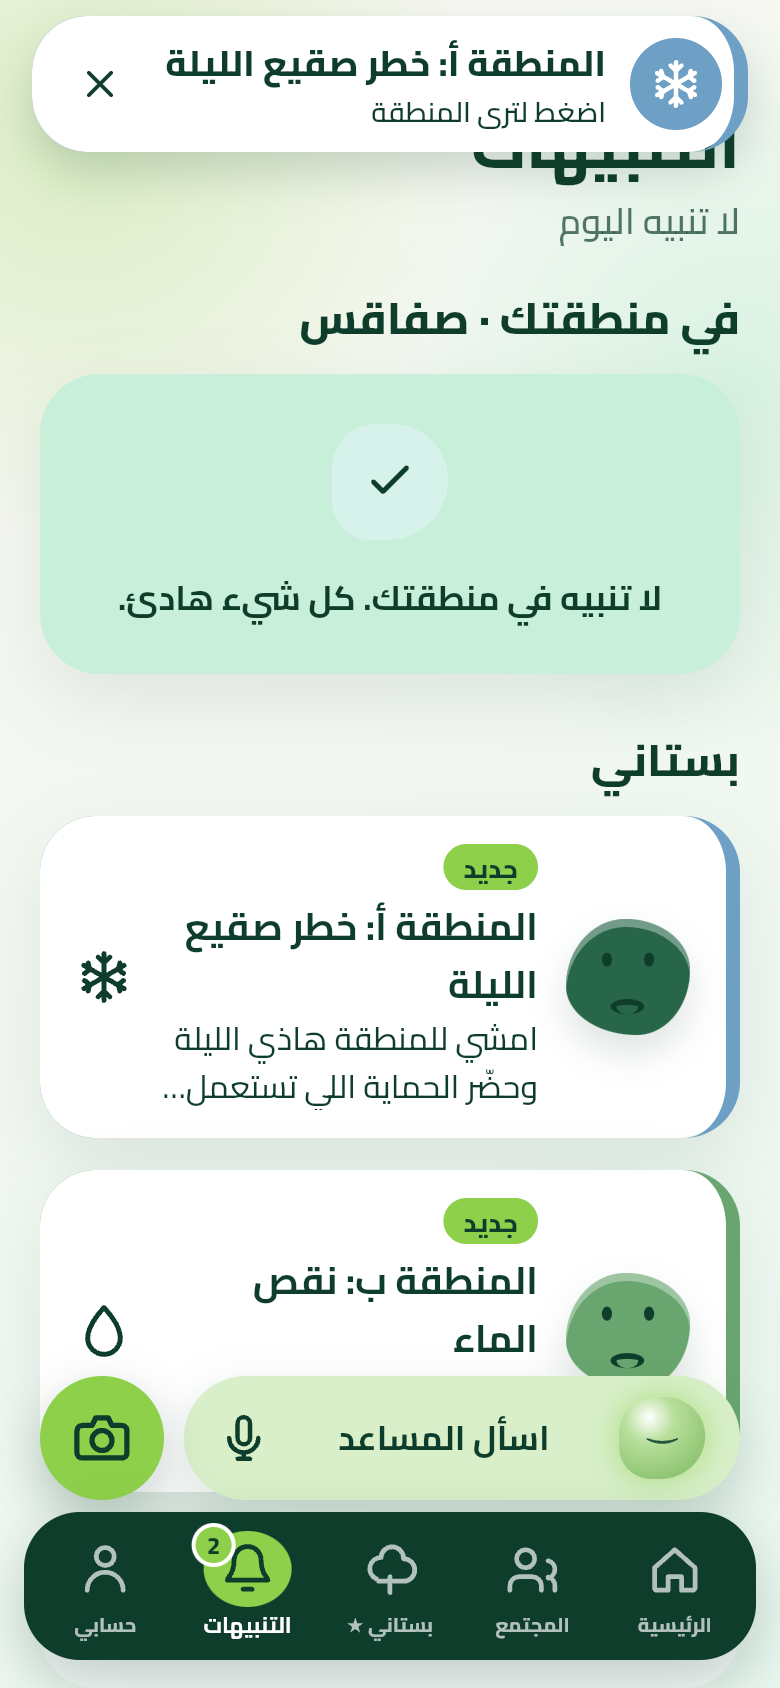 المنطقة أ: خطر صقيع الليلة
اضغط لترى المنطقة
التنبيهات
لا تنبيه اليوم
في منطقتك · صفاقس
لا تنبيه في منطقتك. كل شيء هادئ.
بستاني
جديد
المنطقة أ: خطر صقيع
الليلة
امشي للمنطقة هاذي الليلة
وحضّر الحماية اللي تستعمل...
جديد
المنطقة ب: نقص
الماء
اسأل المساعد
الرئيسية
المجتمع
بستاني ★
2
التنبيهات
حسابي